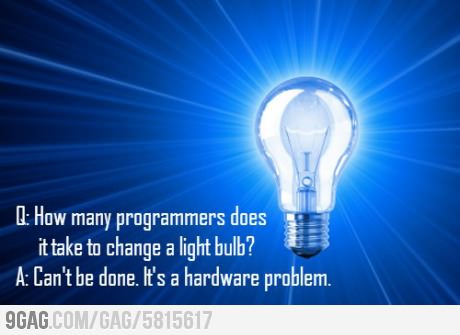 Q: How many programmers does
it take to change a light bulb?
A: Can't be done. It's a hardware problem.
9GAG.COM/GAG/5815617